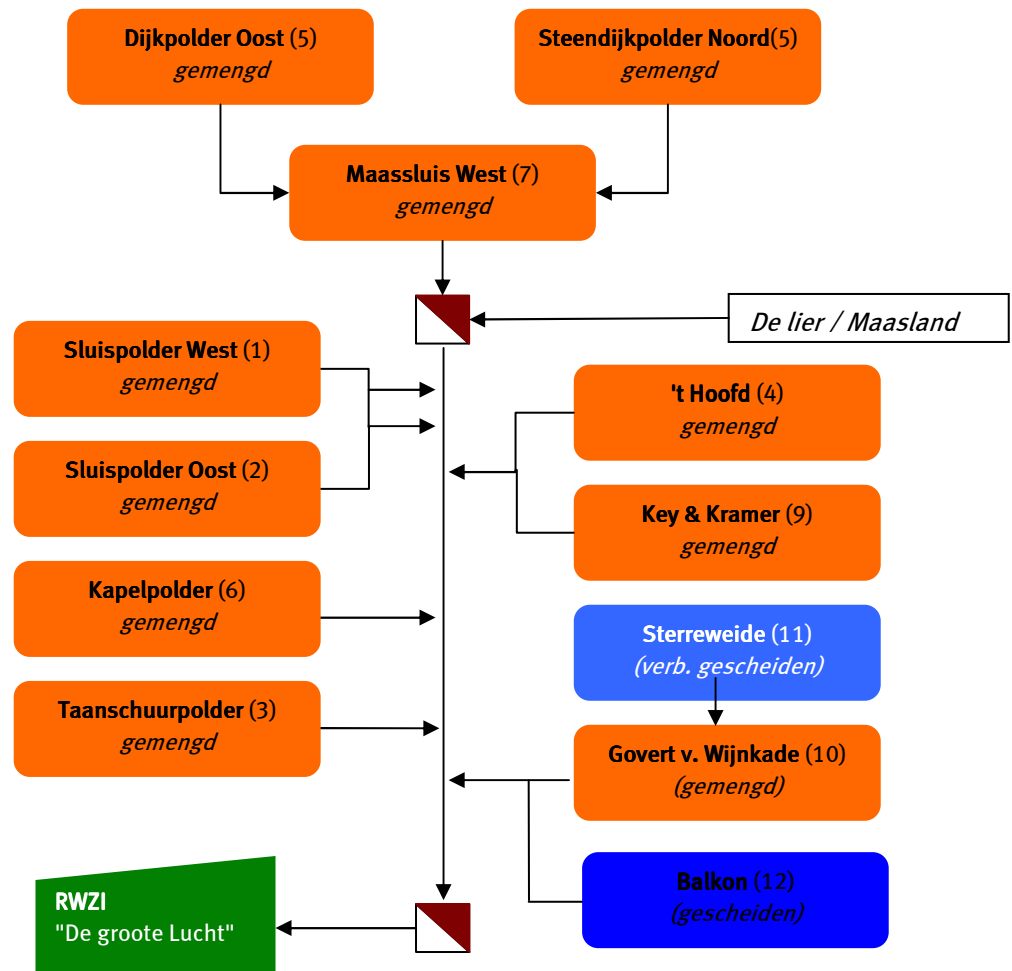 Dijkpolder Oost (5)
gemengd
Steendijkpolder Noord(5)
gemengd
Maassluis West (7)
gemengd
De lier / Maasland
Sluispolder West (1)
gemengd
't Hoofd (4)
gemengd
Sluispolder Oost (2)
gemengd
Key & Kramer (9)
gemengd
Kapelpolder (6)
gemengd
Sterreweide (11)
(verb. gescheiden)
Taanschuurpolder (3)
gemengd
Govert v. Wijnkade (10)
(gemengd)
Balkon (12)
(gescheiden)
RWZI
"De groote Lucht"